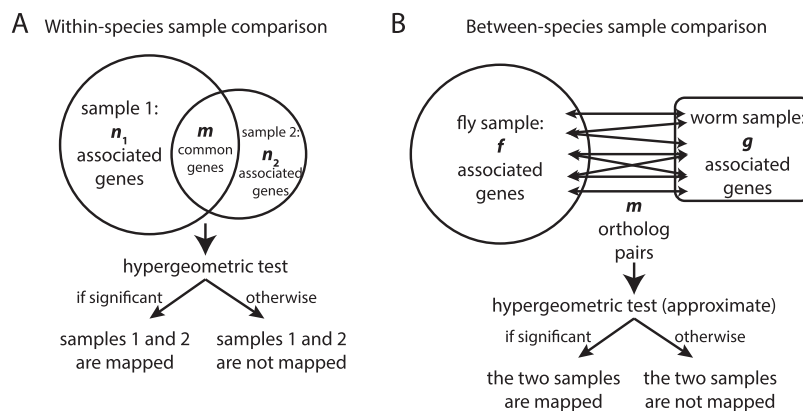 A Within-species sample comparison
sample 1:
n1
associated
genes
m
common
genes
sample 2:
n2
associated
genes
hypergeometric test
if significant
otherwise
samples 1 and 2
are mapped
samples 1 and 2
are not mapped
B Between-species sample comparison
fly sample:
f
associated
genes
worm sample:
g
associated
genes
m
ortholog
pairs
hypergeometric test (approximate)
if significant
otherwise
the two samples
are mapped
the two samples
are not mapped